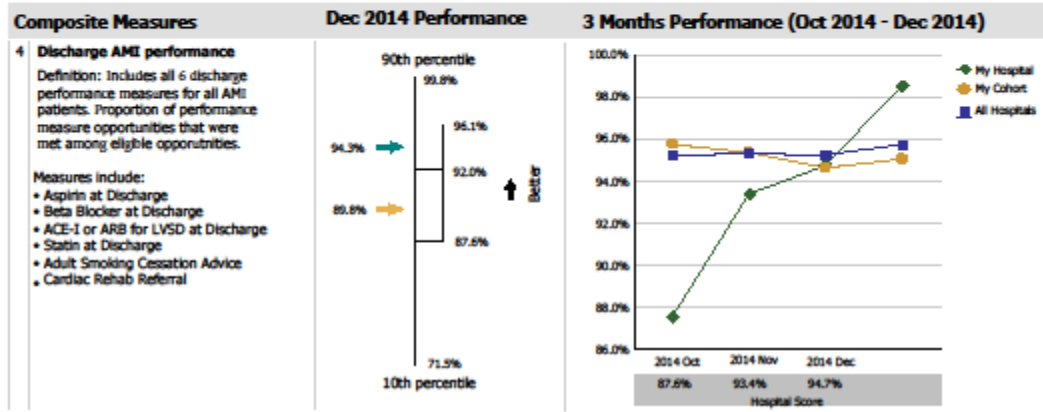 Composite Measures
Dec 2014 Performance
3 Months Performance (Oct 2014 - Dec 2014)
4 Discharge AMI performance
Definition: Includes all 6 discharge
performance measures for all AMI
patients. Proportion of performance
measure opportunities that were
met among eligible opporutnities.
Measures include:
• Aspirin at Discharge
• Beta Blocker at Discharge
• ACE-I or ARB for LVSD at Discharge
• Statin at Discharge
• Adult Smoking Cessation Advice
• Cardiac Rehab Referral
90th percentile
99.8%
95.1%
94.3%
92.0%
89.8%
87.6%
71.5%
10th percentile
Better
100.0%
98.0%
96.0%
94.0%
92.0%
90.0%
88.0%
86.0%
My Hospital
My Cohort
All Hospitals
2014 Oct 2014 Nov 2014 Dec
87.6% 93.4% 94.7%
Hospital Score